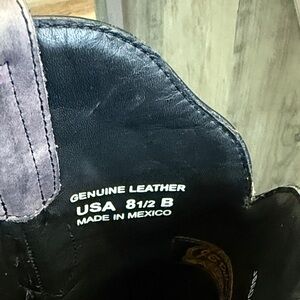 GENUINE LEATHER
USA 8 1/2 B
MADE IN MEXICO